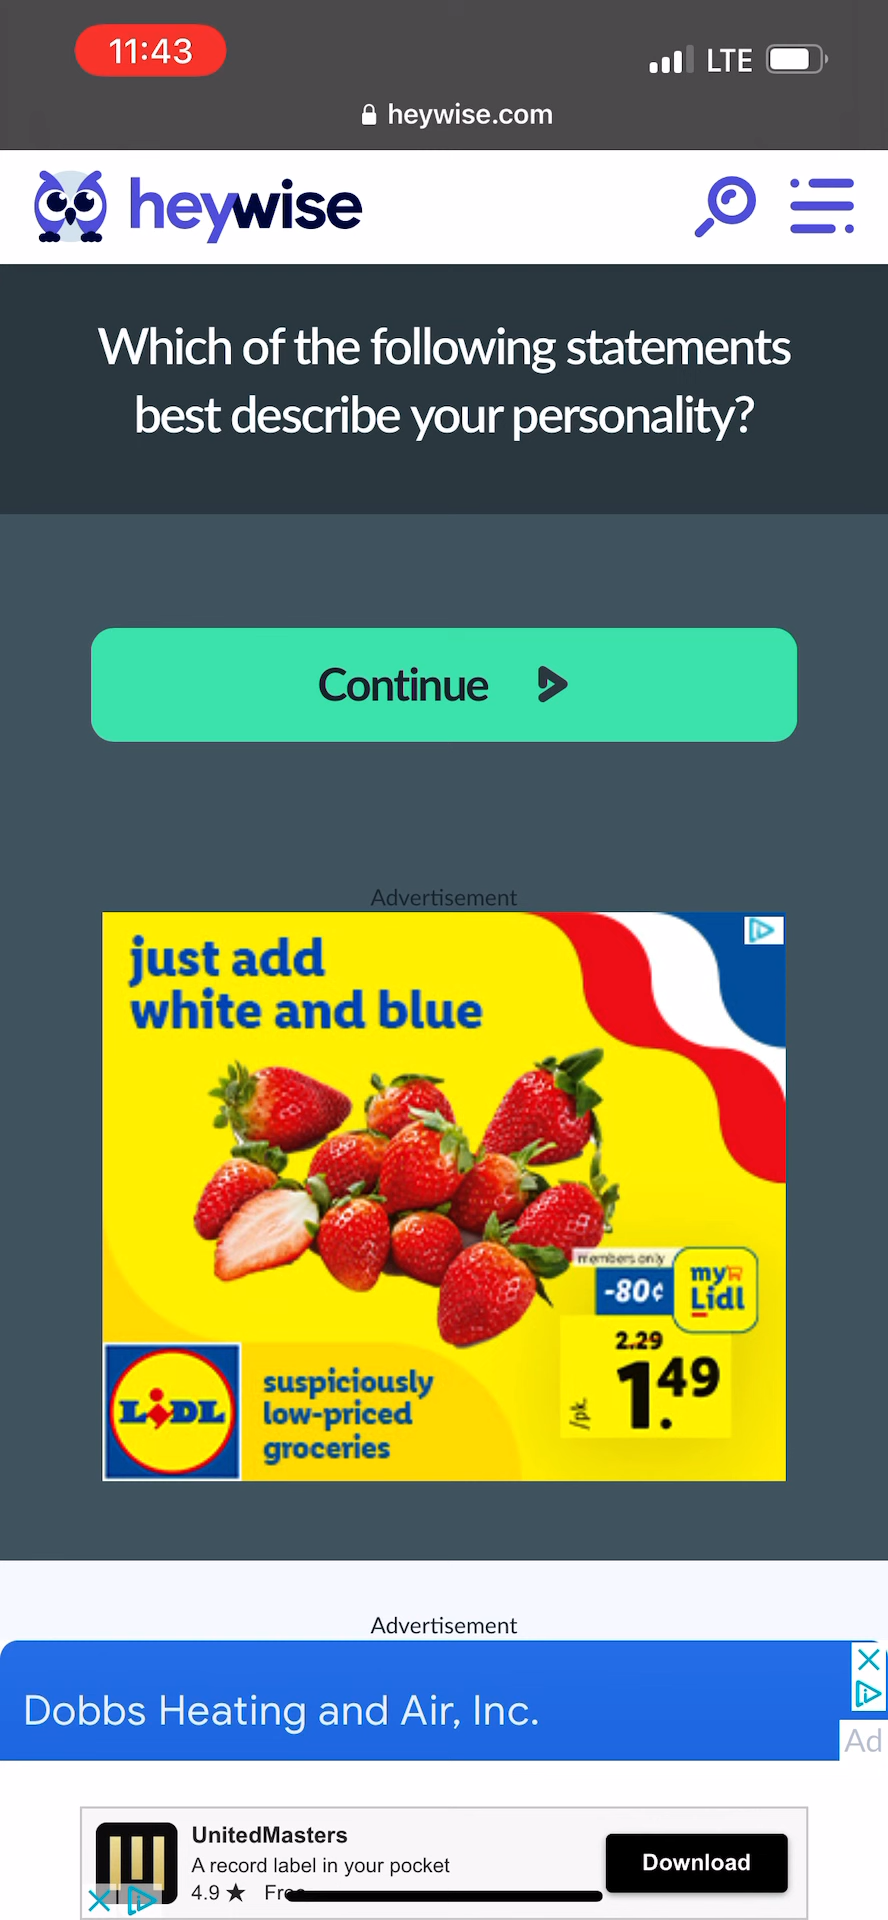 11:43
LTE
heywise.com
heywise
Which of the following statements
best describe your personality?
Continue
Advertisement
just add
white and blue
members only
-80¢
my
Lidl
2.29
1.49
/pk.
LIDL
suspiciously
low-priced
groceries
Advertisement
Dobbs Heating and Air, Inc.
Ad
UnitedMasters
A record label in your pocket
Download
4.9 ★